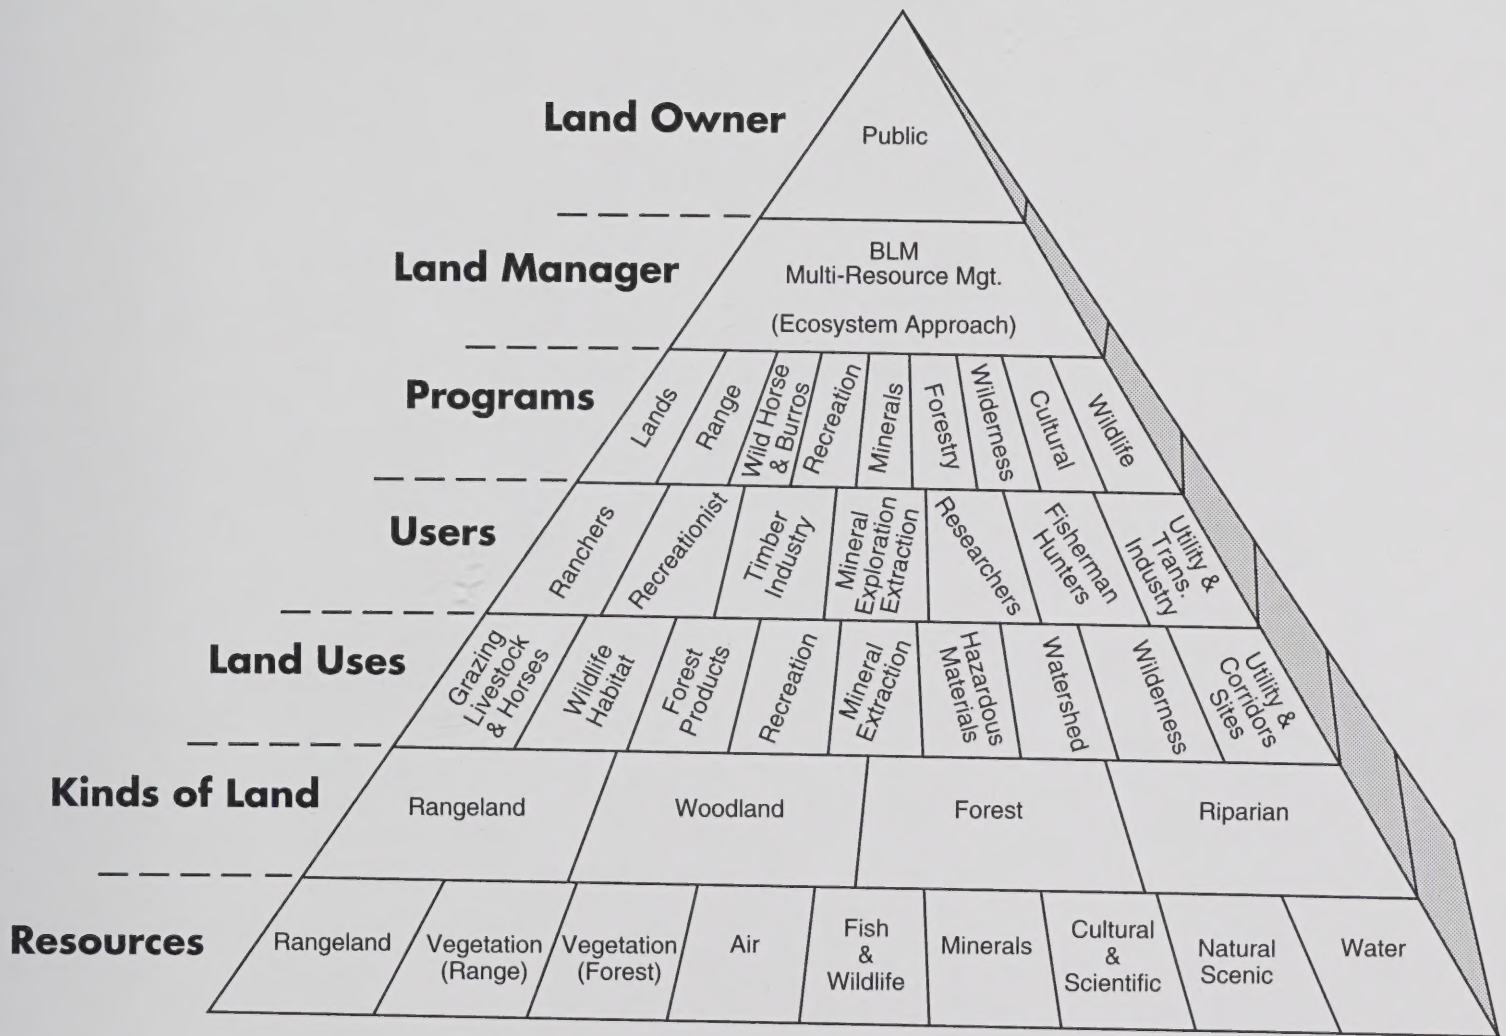 Land Owner
Public
Land Manager
BLM
Multi-Resource Mgt.
(Ecosystem Approach)
Programs
Lands
Range
Wild Horse
& Burros
Recreation
Minerals
Forestry
Wilderness
Cultural
Wildlife
Users
Ranchers
Recreationist
Timber
Industry
Mineral
Exploration
Extraction
Researchers
Fisherman
Hunters
Utility &
Trans.
Industry
Land Uses
Grazing
Livestock
& Horses
Wildlife
Habitat
Forest
Products
Recreation
Mineral
Extraction
Hazardous
Materials
Watershed
Wilderness
Utility &
Corridors
Sites
Kinds of Land
Rangeland
Woodland
Forest
Riparian
Resources
Rangeland
Vegetation
(Range)
Vegetation
(Forest)
Air
Fish
&
Wildlife
Minerals
Cultural
&
Scientific
Natural
Scenic
Water